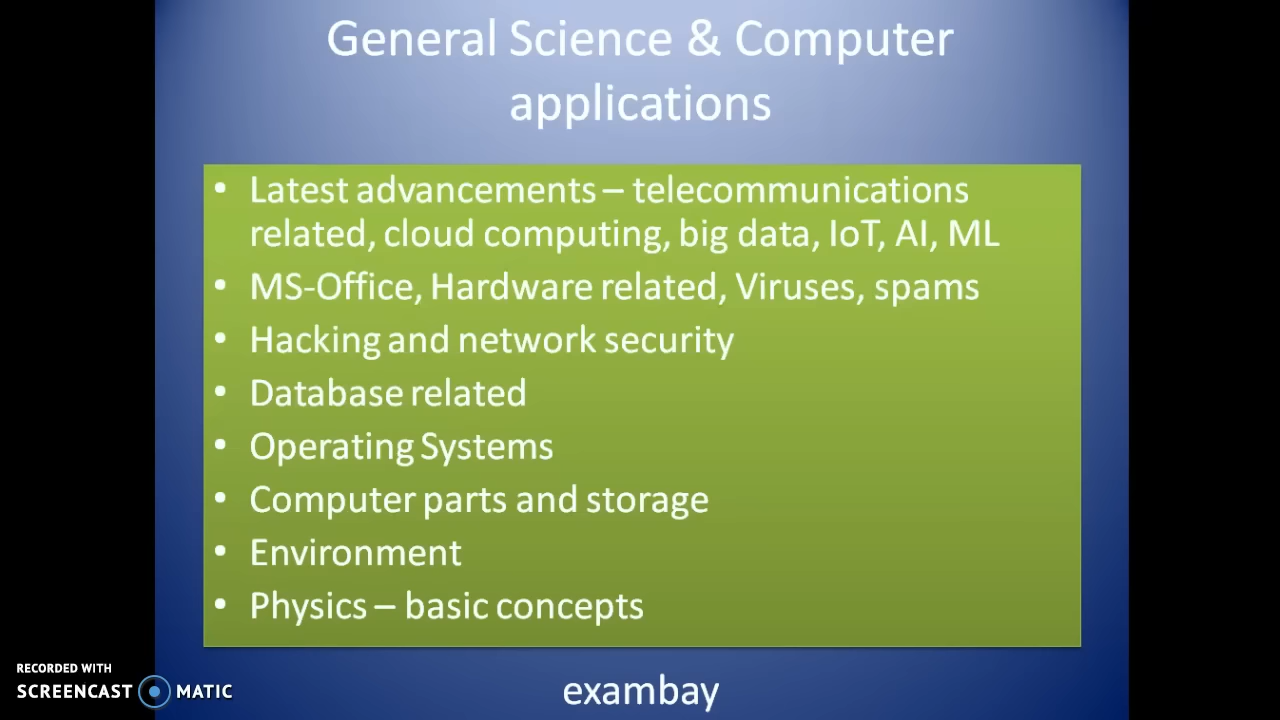 General Science & Computer
applications
• Latest advancements – telecommunications
related, cloud computing, big data, IoT, AI, ML
• MS-Office, Hardware related, Viruses, spams
• Hacking and network security
• Database related
• Operating Systems
• Computer parts and storage
• Environment
• Physics – basic concepts
RECORDED WITH
SCREENCAST MATIC
exambay